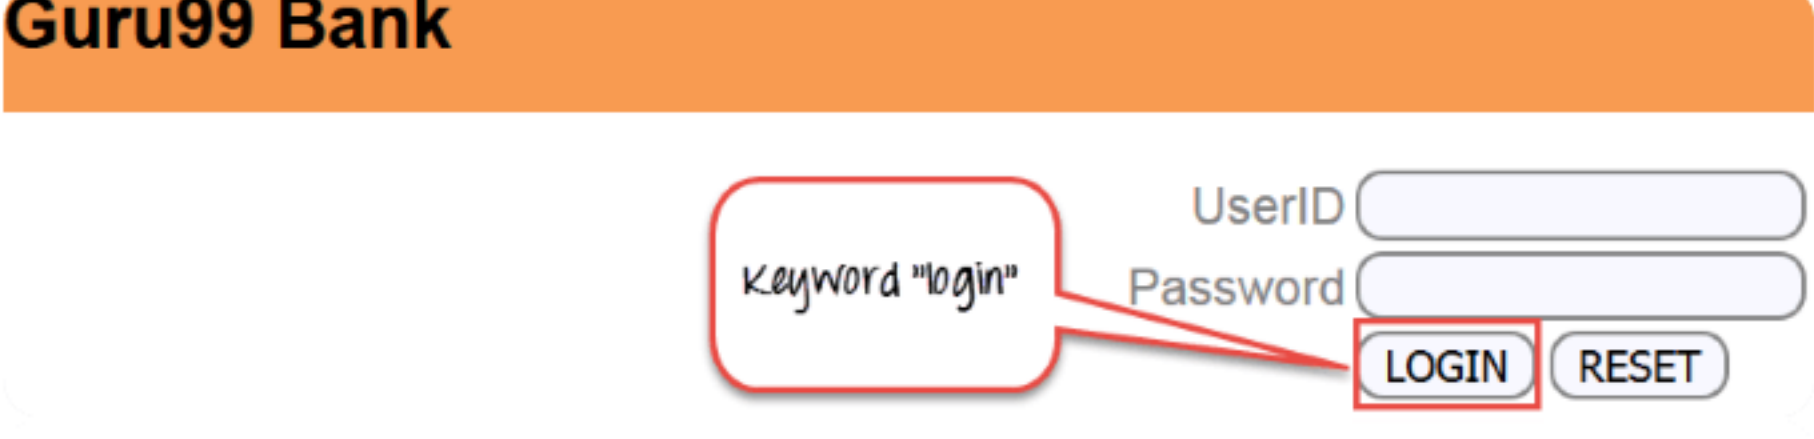 Guru99 Bank
UserID
Keyword "login"
Password
LOGIN RESET